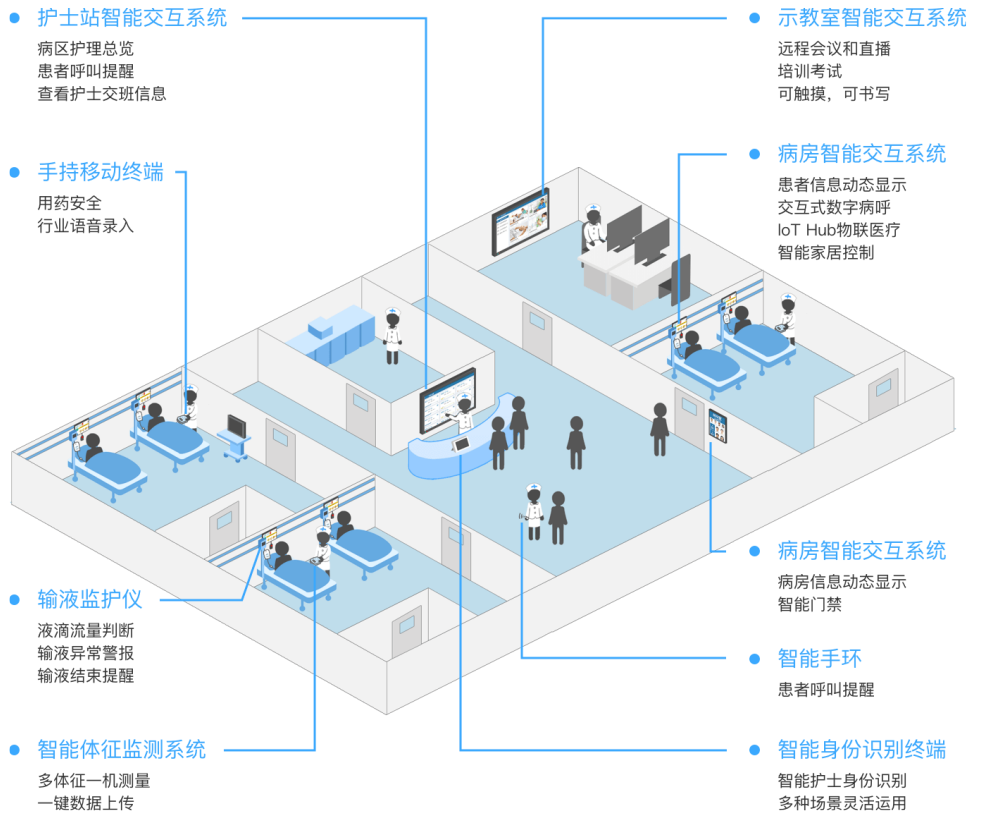 护士站智能交互系统
病区护理总览
患者呼叫提醒
查看护士交班信息
手持移动终端
用药安全
行业语音录入
输液监护仪
液滴流量判断
输液异常警报
输液结束提醒
智能体征监测系统
多体征一机测量
一键数据上传
示教室智能交互系统
远程会议和直播
培训考试
可触摸，可书写
病房智能交互系统
患者信息动态显示
交互式数字病呼
IoT Hub物联医疗
智能家居控制
病房智能交互系统
病房信息动态显示
智能门禁
智能手环
患者呼叫提醒
智能身份识别终端
智能护士身份识别
多种场景灵活运用